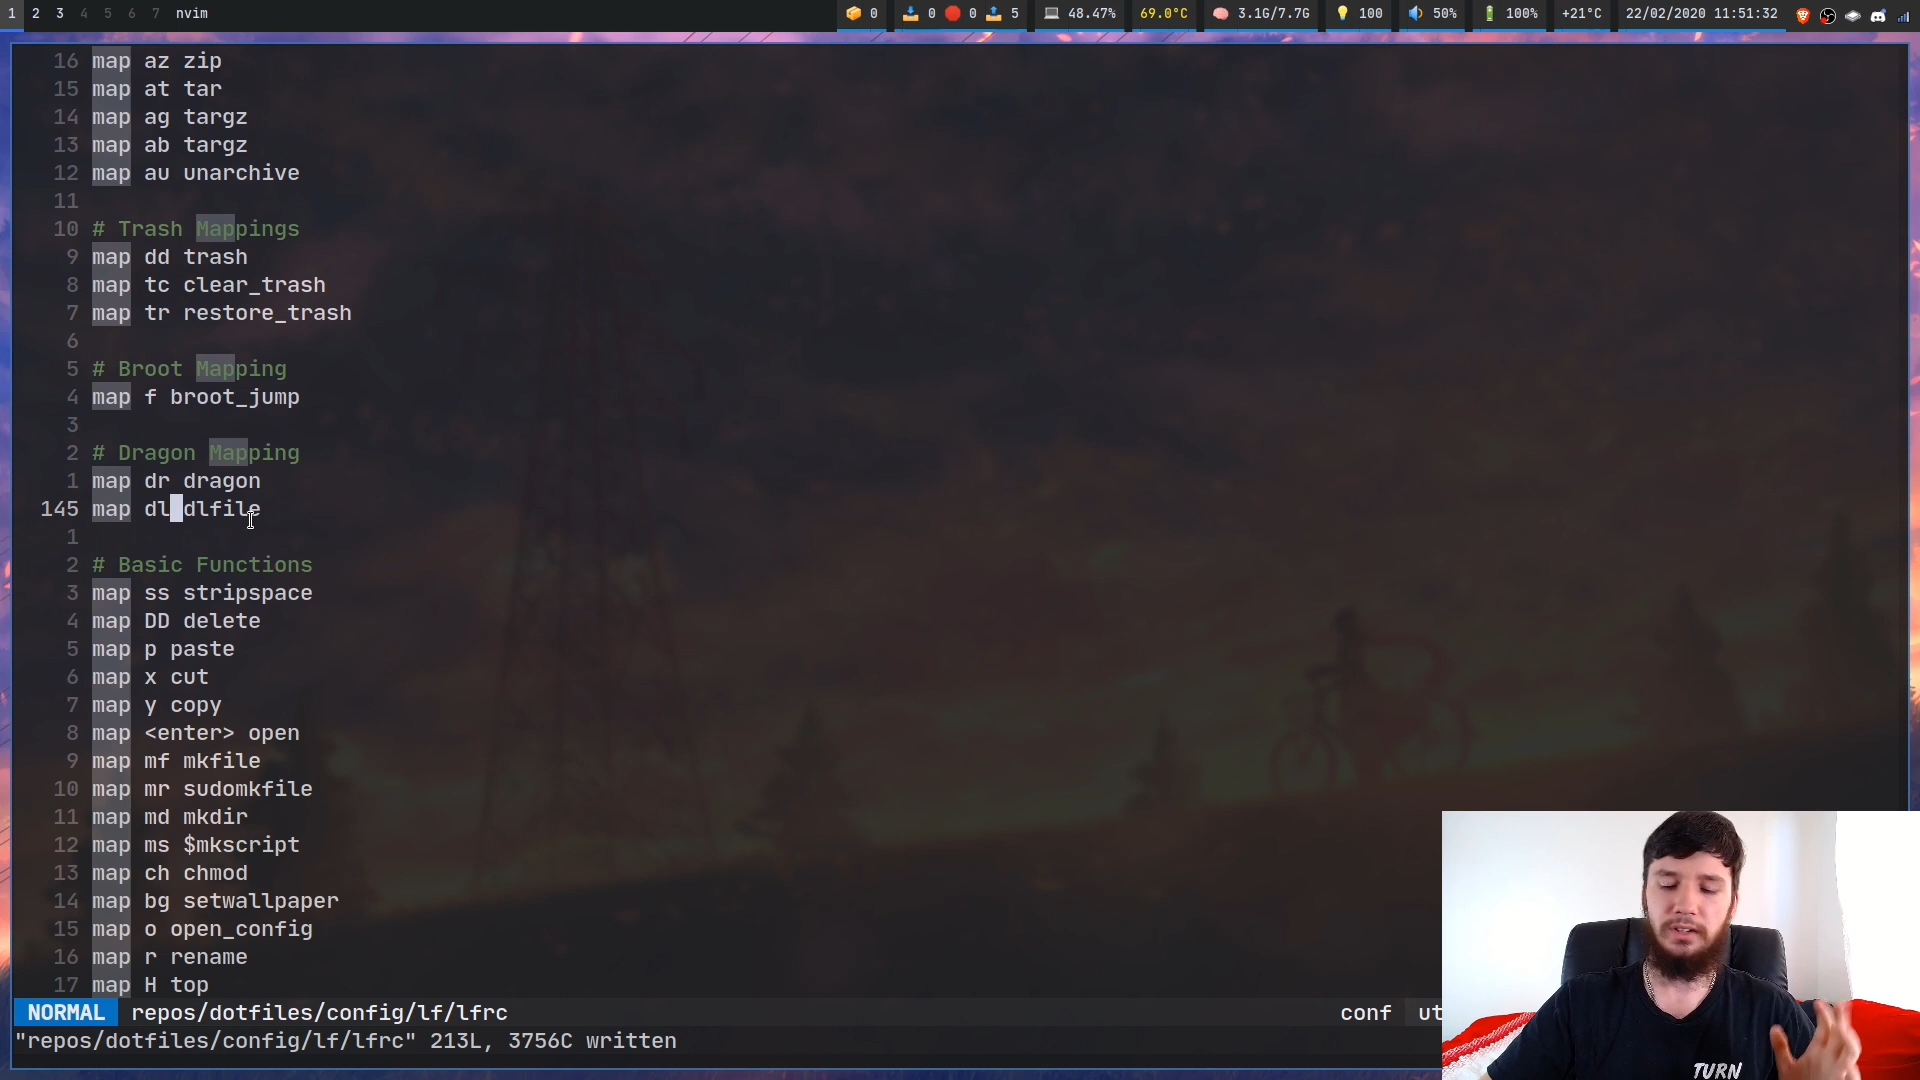 1 2 3 4 5 6 7 nvim 0 0 0 5 48.47% 69.0°C 3.1G/7.7G 100 50% 100% +21°C 22/02/2020 11:51:32
16 map az zip
15 map at tar
14 map ag targz
13 map ab targz
12 map au unarchive
11
10 # Trash Mappings
9 map dd trash
8 map tc clear_trash
7 map tr restore_trash
6
5 # Broot Mapping
4 map f broot_jump
3
2 # Dragon Mapping
1 map dr dragon
145 map dl dlfile
1
2 # Basic Functions
3 map ss stripspace
4 map DD delete
5 map p paste
6 map x cut
7 map y copy
8 map <enter> open
9 map mf mkfile
10 map mr sudomkfile
11 map md mkdir
12 map ms $mkscript
13 map ch chmod
14 map bg setwallpaper
15 map o open_config
16 map r rename
17 map H top
NORMAL repos/dotfiles/config/lf/lfrc conf ut
"repos/dotfiles/config/lf/lfrc" 213L, 3756C written
TURN